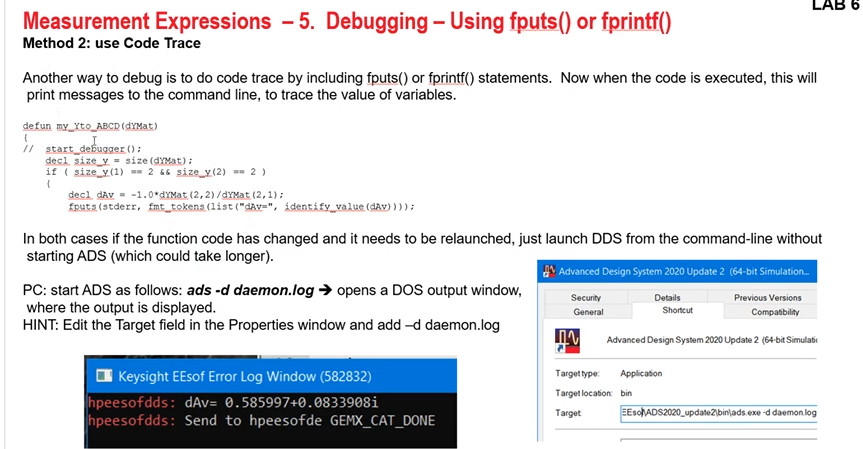 LAB 6
Measurement Expressions – 5. Debugging – Using fputs() or fprintf()
Method 2: use Code Trace
Another way to debug is to do code trace by including fputs() or fprintf() statements. Now when the code is executed, this will
print messages to the command line, to trace the value of variables.
defun my_Yto_ABCD(dYMat)
{
// start_debugger();
decl size_y = size(dYMat);
if ( size_y(1) == 2 && size_y(2) == 2 )
{
decl dAv = -1.0*dYMat(2,2)/dYMat(2,1);
fputs(stderr, fmt_tokens(list("dAv=", identify_value(dAv))));
In both cases if the function code has changed and it needs to be relaunched, just launch DDS from the command-line without
starting ADS (which could take longer).
PC: start ADS as follows: ads -d daemon.log ➔ opens a DOS output window,
where the output is displayed.
HINT: Edit the Target field in the Properties window and add –d daemon.log
Keysight EEsof Error Log Window (582832)
hpeesofdds: dAv= 0.585997+0.0833908i
hpeesofdds: Send to hpeesofde GEMX_CAT_DONE
Advanced Design System 2020 Update 2 (64-bit Simulation...
Security Details Previous Versions
General Shortcut Compatibility
Advanced Design System 2020 Update 2 (64-bit Simulati
Target type: Application
Target location: bin
Target: EEsof\ADS2020_update2\bin\ads.exe -d daemon.log